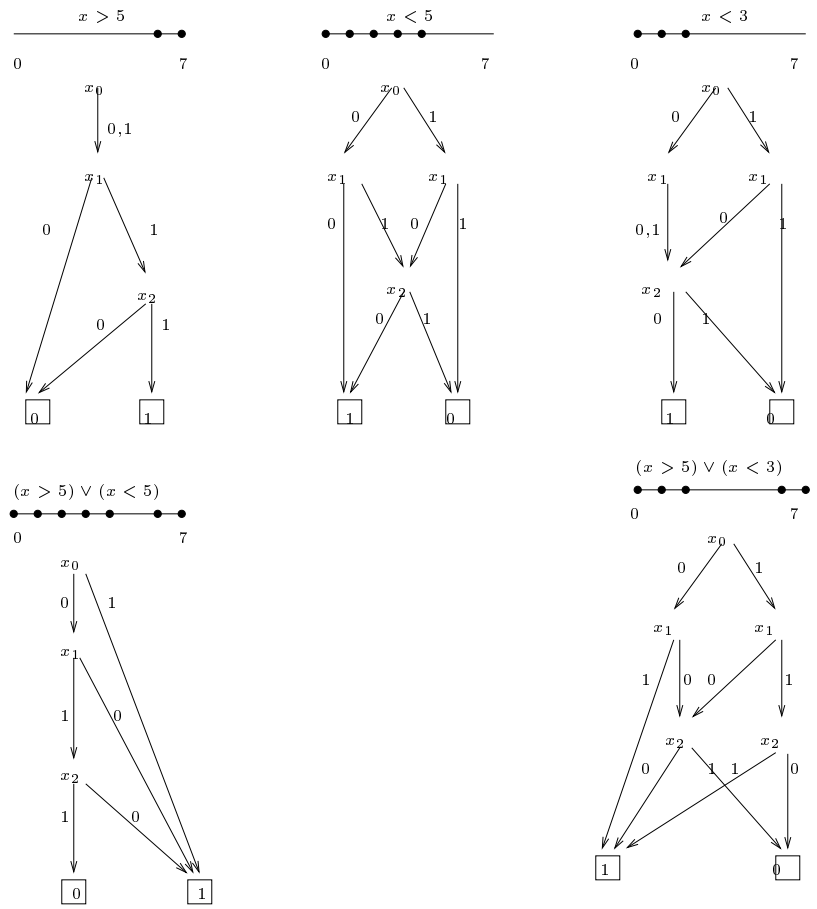 x > 5 x < 5 x < 3
0 7 0 7 0 7
x0 x0 x0
0 1 0 1
0,1
x1 x1 x1 x1 x1
0 1 0 1 0 1 0,1 0 1
x2 x2 x2
0 1 0 1 0 1
0 1 1 0 1 0
(x > 5) ∨ (x < 3)
(x > 5) ∨ (x < 5)
0 7
0 7
x0
x0
0 1
0 1
x1 x1
x1
1 0 0 1
1 0
x2 x2
x2
0 1 1 0
1 0
1 0
0 1